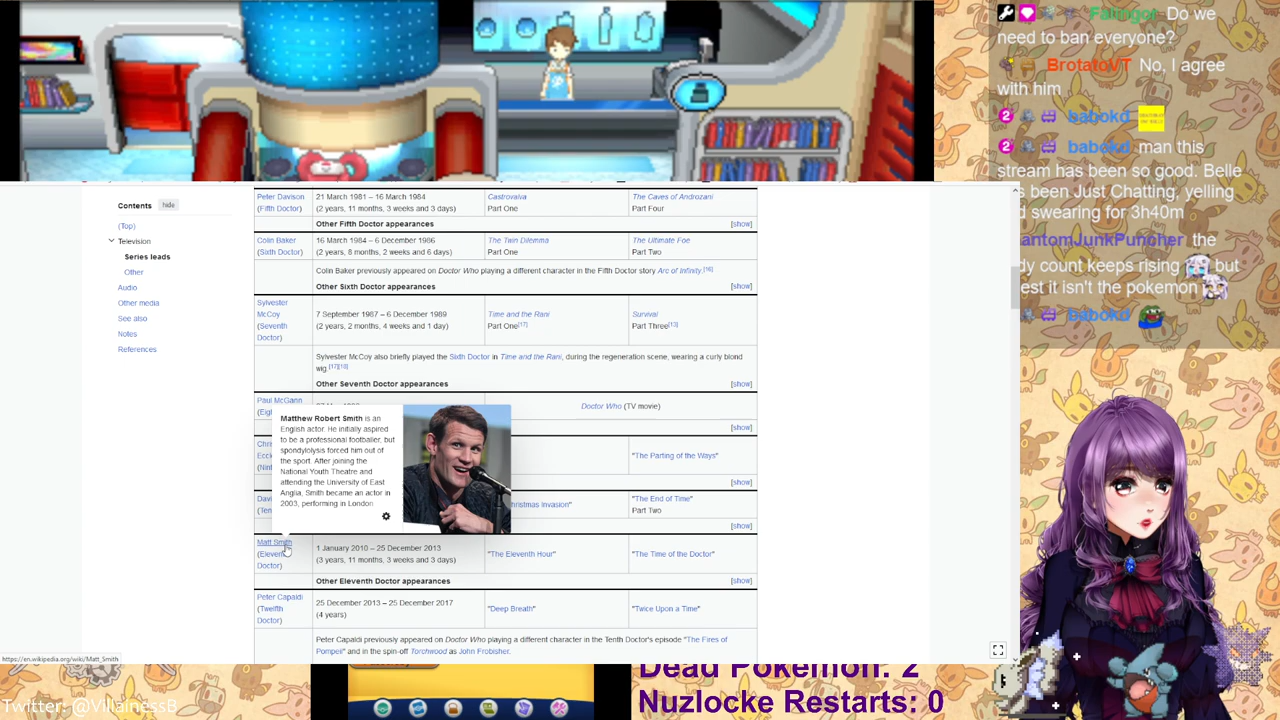 Contents hide
(Top)
Television
Series leads
Other
Audio
Other media
See also
Notes
References
Peter Davison
(Fifth Doctor)
21 March 1981 – 16 March 1984
(2 years, 11 months, 3 weeks and 3 days)
Castrovalva
Part One
The Caves of Androzani
Part Four
Other Fifth Doctor appearances [show]
Colin Baker
(Sixth Doctor)
16 March 1984 – 6 December 1986
(2 years, 8 months, 2 weeks and 6 days)
The Twin Dilemma
Part One
The Ultimate Foe
Part Two
Colin Baker previously appeared on Doctor Who playing a different character in the Fifth Doctor story Arc of Infinity.[16]
Other Sixth Doctor appearances [show]
Sylvester
McCoy
(Seventh
Doctor)
7 September 1987 – 6 December 1989
(2 years, 2 months, 4 weeks and 1 day)
Time and the Rani
Part One[17]
Survival
Part Three[13]
Sylvester McCoy also briefly played the Sixth Doctor in Time and the Rani, during the regeneration scene, wearing a curly blond
wig.[17][18]
Other Seventh Doctor appearances [show]
Paul McGann
Doctor Who (TV movie)
[show]
Matthew Robert Smith is an
English actor. He initially aspired
to be a professional footballer, but
spondylolysis forced him out of
the sport. After joining the
National Youth Theatre and
attending the University of East
Anglia, Smith became an actor in
2003, performing in London
"The Parting of the Ways"
[show]
hristmas Invasion"
"The End of Time"
Part Two
[show]
Matt Smith
(Eleventh
Doctor)
1 January 2010 – 25 December 2013
(3 years, 11 months, 3 weeks and 3 days)
"The Eleventh Hour"
"The Time of the Doctor"
Other Eleventh Doctor appearances [show]
Peter Capaldi
(Twelfth
Doctor)
25 December 2013 – 25 December 2017
(4 years)
"Deep Breath"
"Twice Upon a Time"
Peter Capaldi previously appeared on Doctor Who playing a different character in the Tenth Doctor's episode "The Fires of
Pompeii" and in the spin-off Torchwood as John Frobisher.
https://en.wikipedia.org/wiki/Matt_Smith
Falingor Do we
need to ban everyone?
BrotatoVT No, I agree
with him
babokd
babokd man this
stream has been so good. Belle
s been Just Chatting, yelling
d swearing for 3h40m
antomJunkPuncher the
dy count keeps rising but
est it isn't the pokemon
babokd
Dead Pokemon: 2
Nuzlocke Restarts: 0
Twitter: @VillainessB